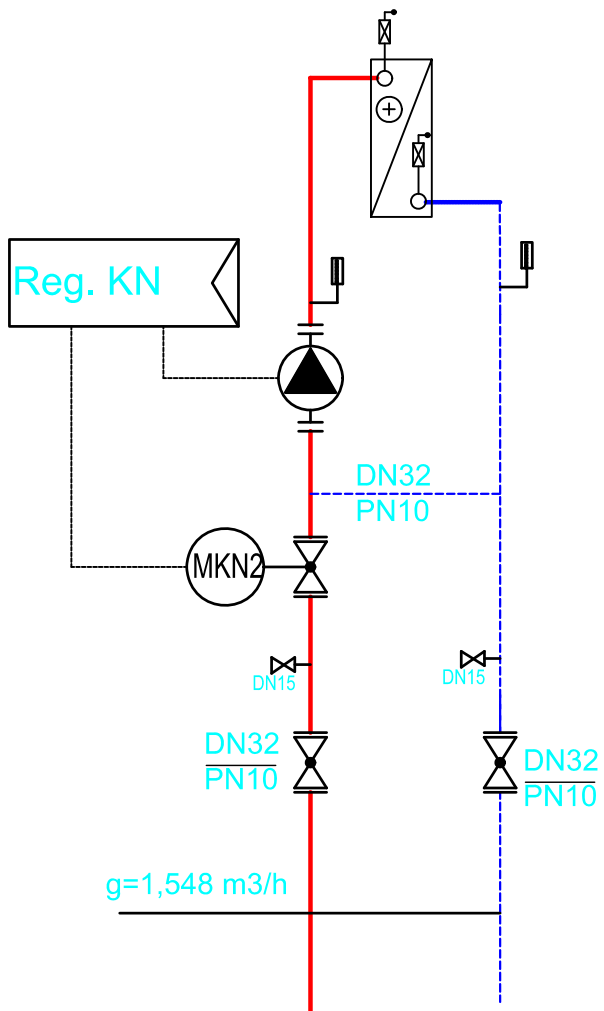 Reg. KN
DN32
PN10
MKN2
DN15
DN15
DN32
PN10
DN32
PN10
g=1,548 m3/h